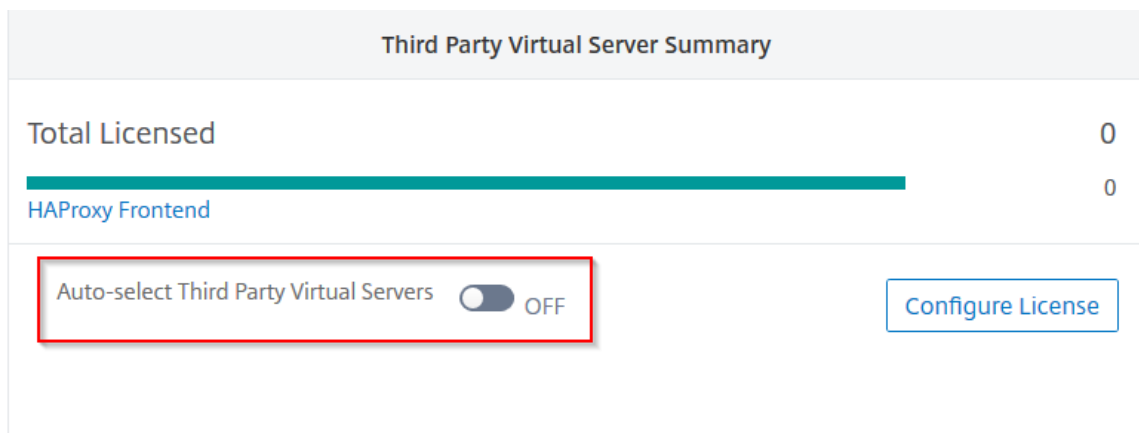 Third Party Virtual Server Summary
Total Licensed 0
0
HAProxy Frontend
Auto-select Third Party Virtual Servers OFF
Configure License